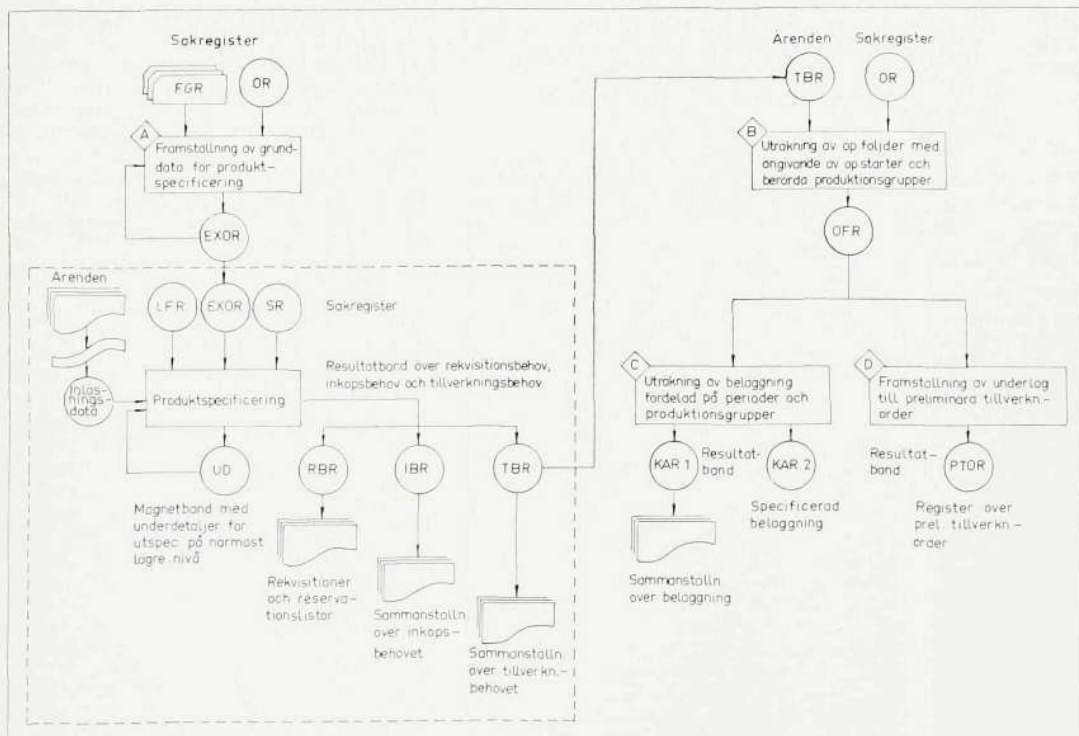 Sakregister
FGR
OR
A
Framställning av grund-
data for produkt-
specificering
EXOR
Ärenden
LFR
EXOR
SR
Sakregister
Inläs-
nings-
data
Produktspecificering
Resultatband över rekvisitionsbehov,
inköpsbehov och tillverkningsbehov
UD
RBR
IBR
TBR
Magnetband med
underdetaljer for
utspec på närmast
lägre nivå
Rekvisitioner
och reserva-
tionslistor
Sammanställn.
över inköps-
behovet
Sammanställn
över tillverkn.-
behovet
Ärenden
Sakregister
TBR
OR
B
Uträkning av op följder med
angivande av op starter och
berörda produktionsgrupper
OFR
C
Uträkning av beläggning
fördelad på perioder och
produktionsgrupper
D
Framställning av underlag
till preliminära tillverkn-
order
KAR 1
Resultat-
band
KAR 2
Resultat-
band
PTOR
Specificerad
beläggning
Register över
prel. tillverkn.-
order
Sammanställn
över beläggning